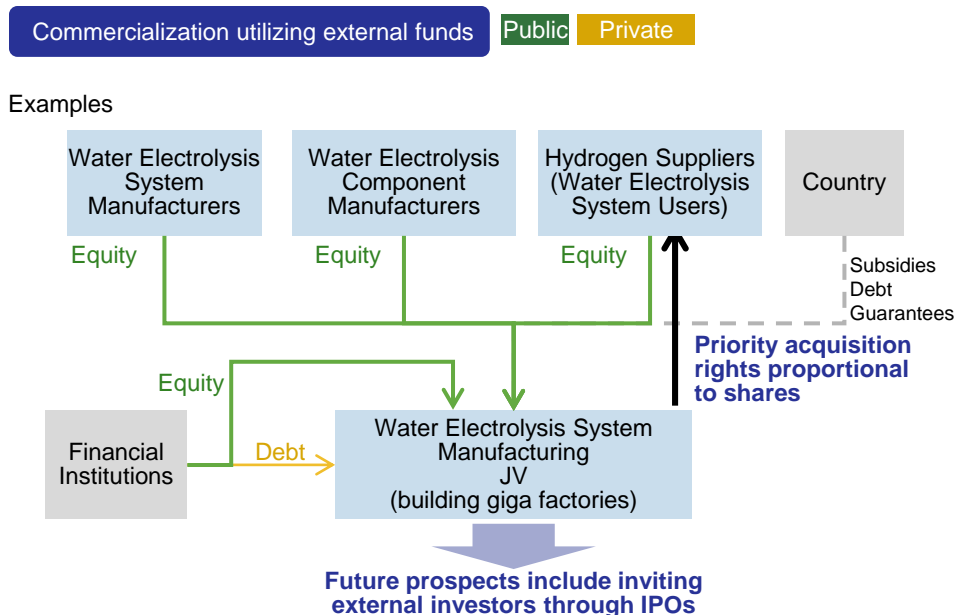 Commercialization utilizing external funds
Public
Private
Examples
Water Electrolysis
System
Manufacturers
Water Electrolysis
Component
Manufacturers
Hydrogen Suppliers
(Water Electrolysis
System Users)
Country
Equity
Equity
Equity
Subsidies
Debt
Guarantees
Priority acquisition
rights proportional
to shares
Equity
Financial
Institutions
Debt
Water Electrolysis System
Manufacturing
JV
(building giga factories)
Future prospects include inviting
external investors through IPOs